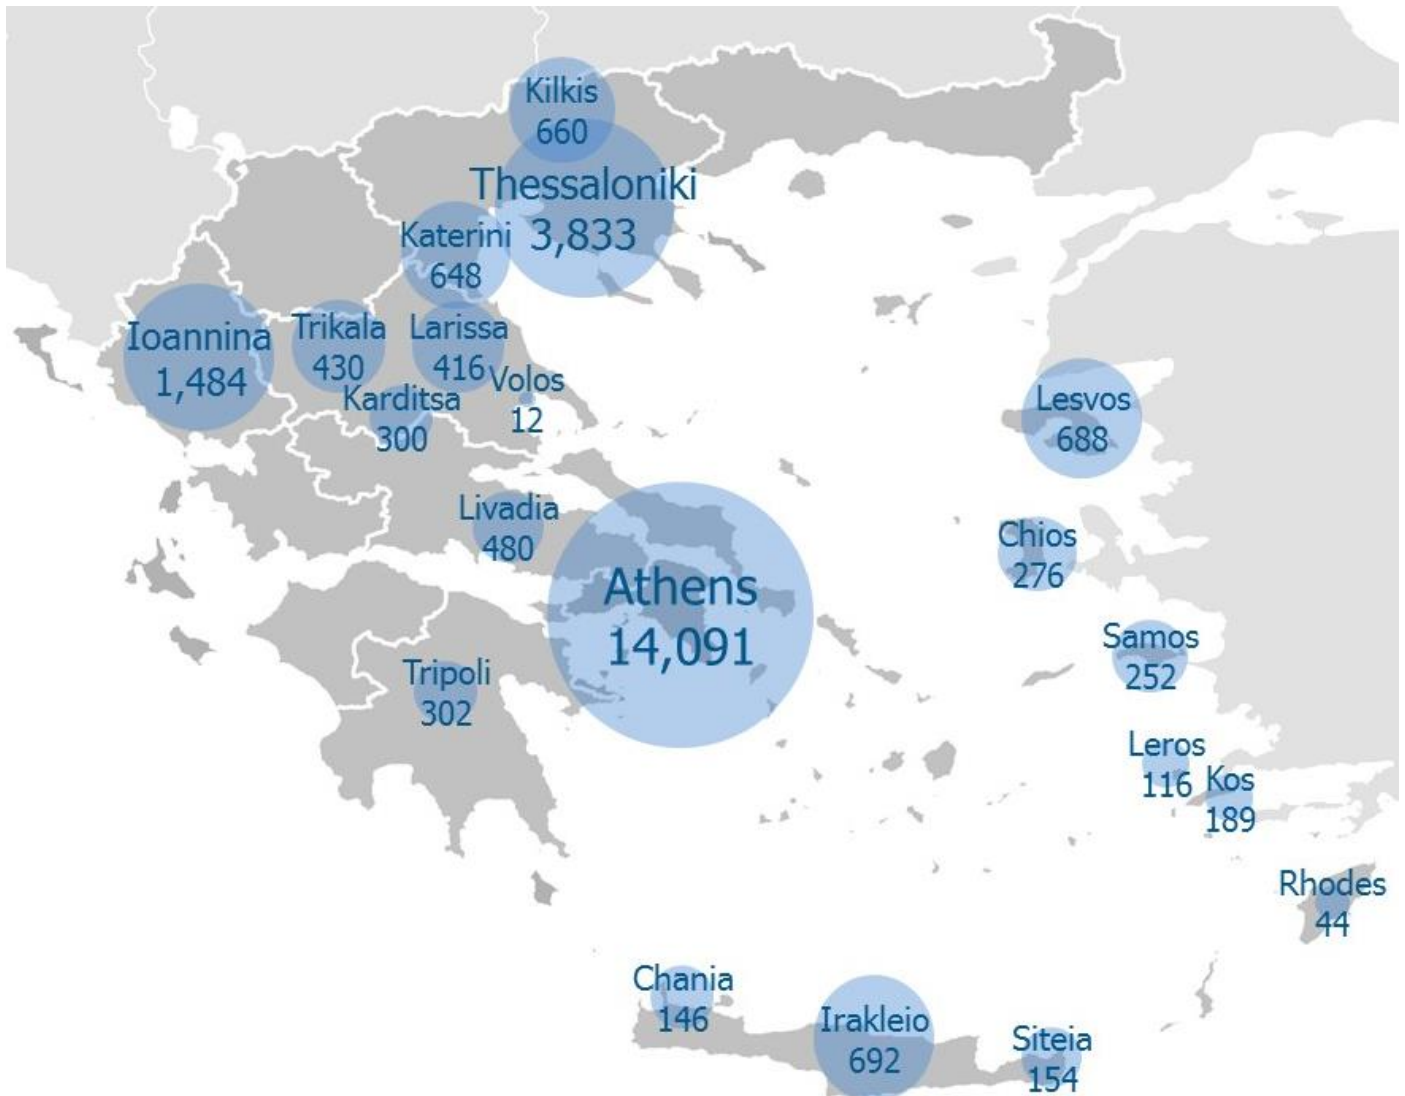 Kilkis
660
Thessaloniki
3,833
Katerini
648
Ioannina
1,484
Trikala
430
Larissa
416
Volos
12
Karditsa
300
Lesvos
688
Livadia
480
Chios
276
Athens
14,091
Samos
252
Tripoli
302
Leros
116
Kos
189
Rhodes
44
Chania
146
Irakleio
692
Siteia
154